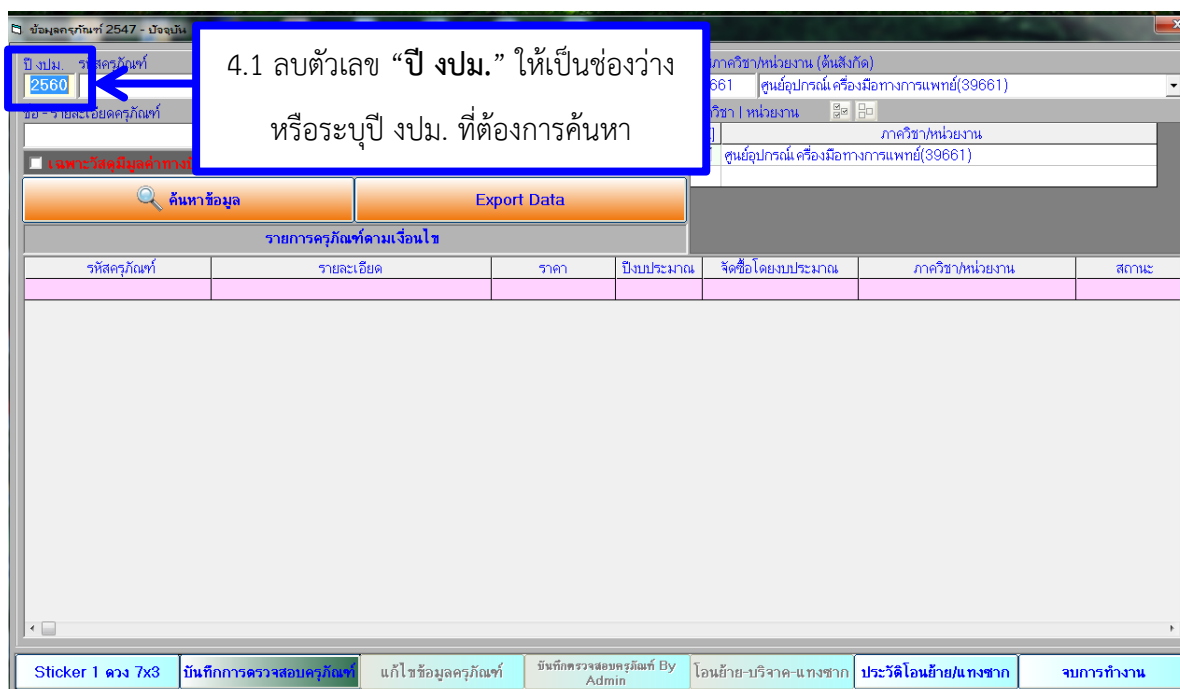 ข้อมูลครุภัณฑ์ 2547 - ปัจจุบัน
4.1 ลบตัวเลข “ปี งปม.” ให้เป็นช่องว่าง
หรือระบุปี งปม. ที่ต้องการค้นหา
ปี งปม. รหัสครุภัณฑ์
ภาควิชา/หน่วยงาน (ต้นสังกัด)
2560
661 ศูนย์อุปกรณ์เครื่องมือทางการแพทย์(39661)
ชื่อ - รายละเอียดครุภัณฑ์
วิชา | หน่วยงาน
ภาควิชา/หน่วยงาน
ศูนย์อุปกรณ์เครื่องมือทางการแพทย์(39661)
เฉพาะวัสดุมีมูลค่าทาง
ค้นหาข้อมูล
Export Data
รายการครุภัณฑ์ตามเงื่อนไข
รหัสครุภัณฑ์ รายละเอียด ราคา ปีงบประมาณ จัดซื้อโดยงบประมาณ ภาควิชา/หน่วยงาน สถานะ
Sticker 1 ดวง 7x3
บันทึกการตรวจสอบครุภัณฑ์
แก้ไขข้อมูลครุภัณฑ์
บันทึกตรวจสอบครุภัณฑ์ By
Admin
โอนย้าย-บริจาค-แทงซาก
ประวัติโอนย้าย/แทงซาก
จบการทำงาน